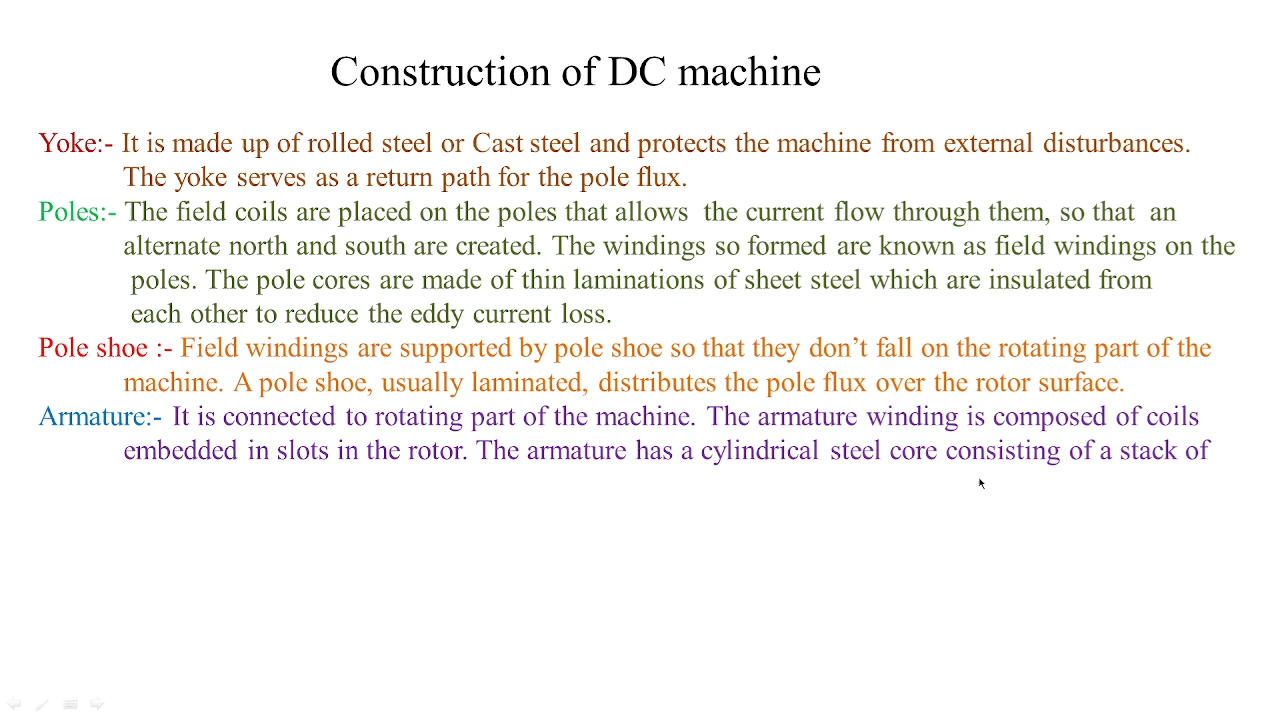 Construction of DC machine
Yoke:- It is made up of rolled steel or Cast steel and protects the machine from external disturbances.
The yoke serves as a return path for the pole flux.
Poles:- The field coils are placed on the poles that allows the current flow through them, so that an
alternate north and south are created. The windings so formed are known as field windings on the
poles. The pole cores are made of thin laminations of sheet steel which are insulated from
each other to reduce the eddy current loss.
Pole shoe :- Field windings are supported by pole shoe so that they don’t fall on the rotating part of the
machine. A pole shoe, usually laminated, distributes the pole flux over the rotor surface.
Armature:- It is connected to rotating part of the machine. The armature winding is composed of coils
embedded in slots in the rotor. The armature has a cylindrical steel core consisting of a stack of